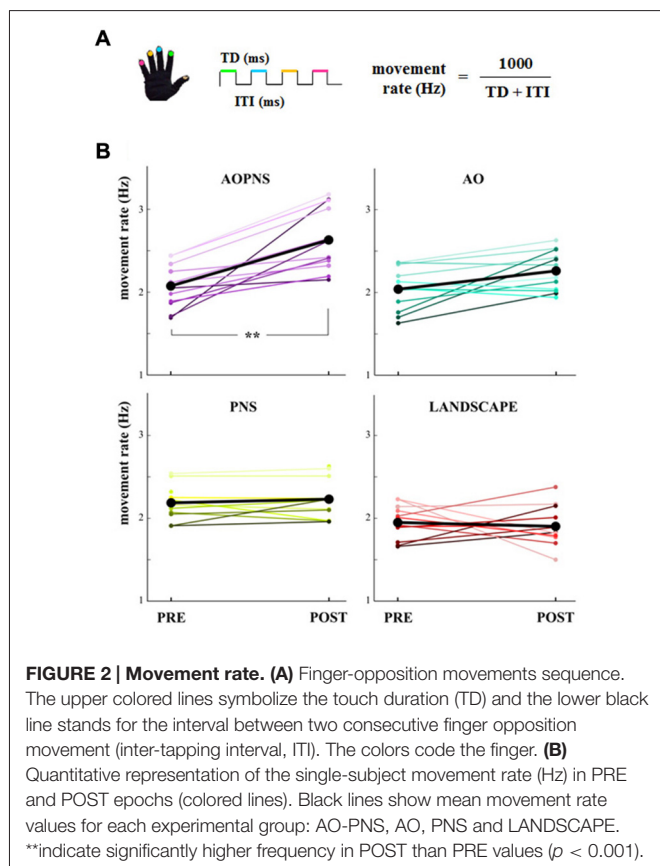 A
TD (ms)
ITI (ms)
movement rate (Hz) = 1000 / TD + ITI
B
AOPNS
AO
movement rate (Hz)
3
2
1
**
3
2
1
PNS
LANDSCAPE
movement rate (Hz)
3
2
1
3
2
1
PRE
POST
PRE
POST
FIGURE 2 | Movement rate. (A) Finger-opposition movements sequence.
The upper colored lines symbolize the touch duration (TD) and the lower black
line stands for the interval between two consecutive finger opposition
movement (inter-tapping interval, ITI). The colors code the finger. (B)
Quantitative representation of the single-subject movement rate (Hz) in PRE
and POST epochs (colored lines). Black lines show mean movement rate
values for each experimental group: AO-PNS, AO, PNS and LANDSCAPE.
**indicate significantly higher frequency in POST than PRE values (p < 0.001).